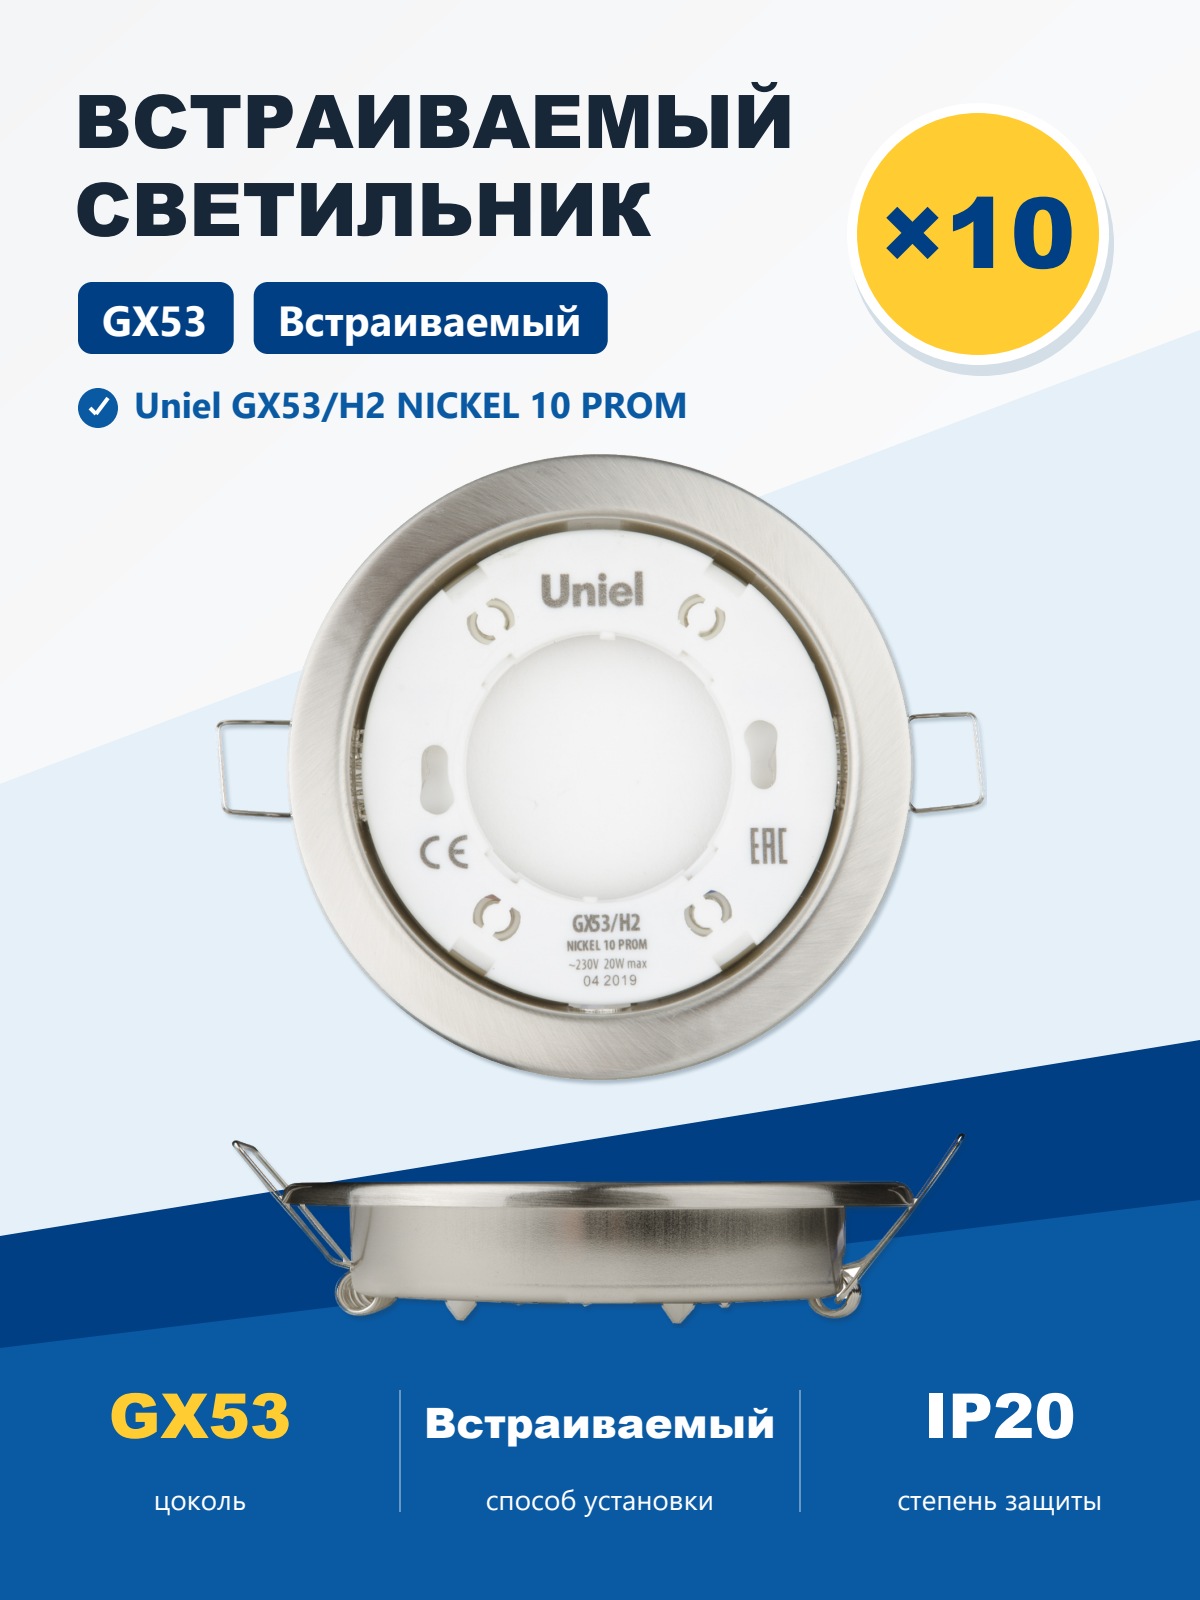 ВСТРАИВАЕМЫЙ
СВЕТИЛЬНИК
×10
GX53
Встраиваемый
Uniel GX53/H2 NICKEL 10 PROM
Uniel
CE
EAC
GX53/H2
NICKEL 10 PROM
~230V 20W max
04 2019
GX53
цоколь
Встраиваемый
способ установки
IP20
степень защиты